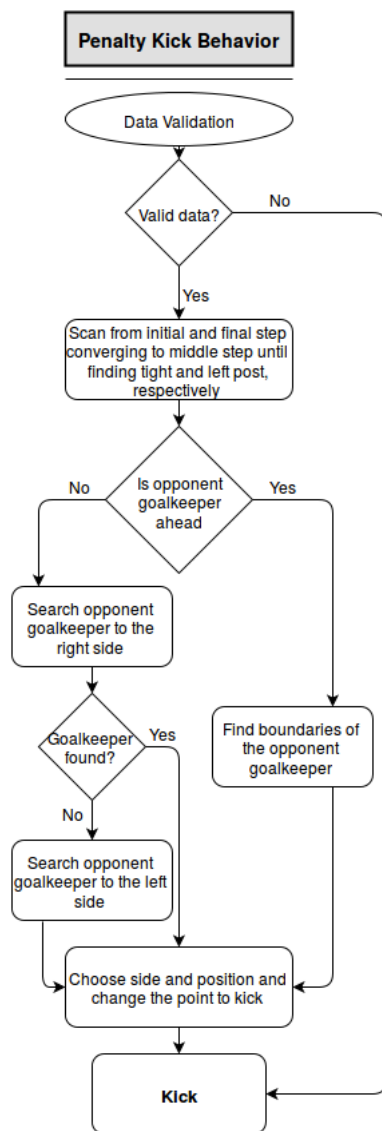 Penalty Kick Behavior
Data Validation
Valid data?
No
Yes
Scan from initial and final step
converging to middle step until
finding tight and left post,
respectively
Is opponent
goalkeeper
ahead
No
Yes
Search opponent
goalkeeper to the
right side
Goalkeeper
found?
Yes
No
Find boundaries of
the opponent
goalkeeper
Search opponent
goalkeeper to the left
side
Choose side and position and
change the point to kick
Kick